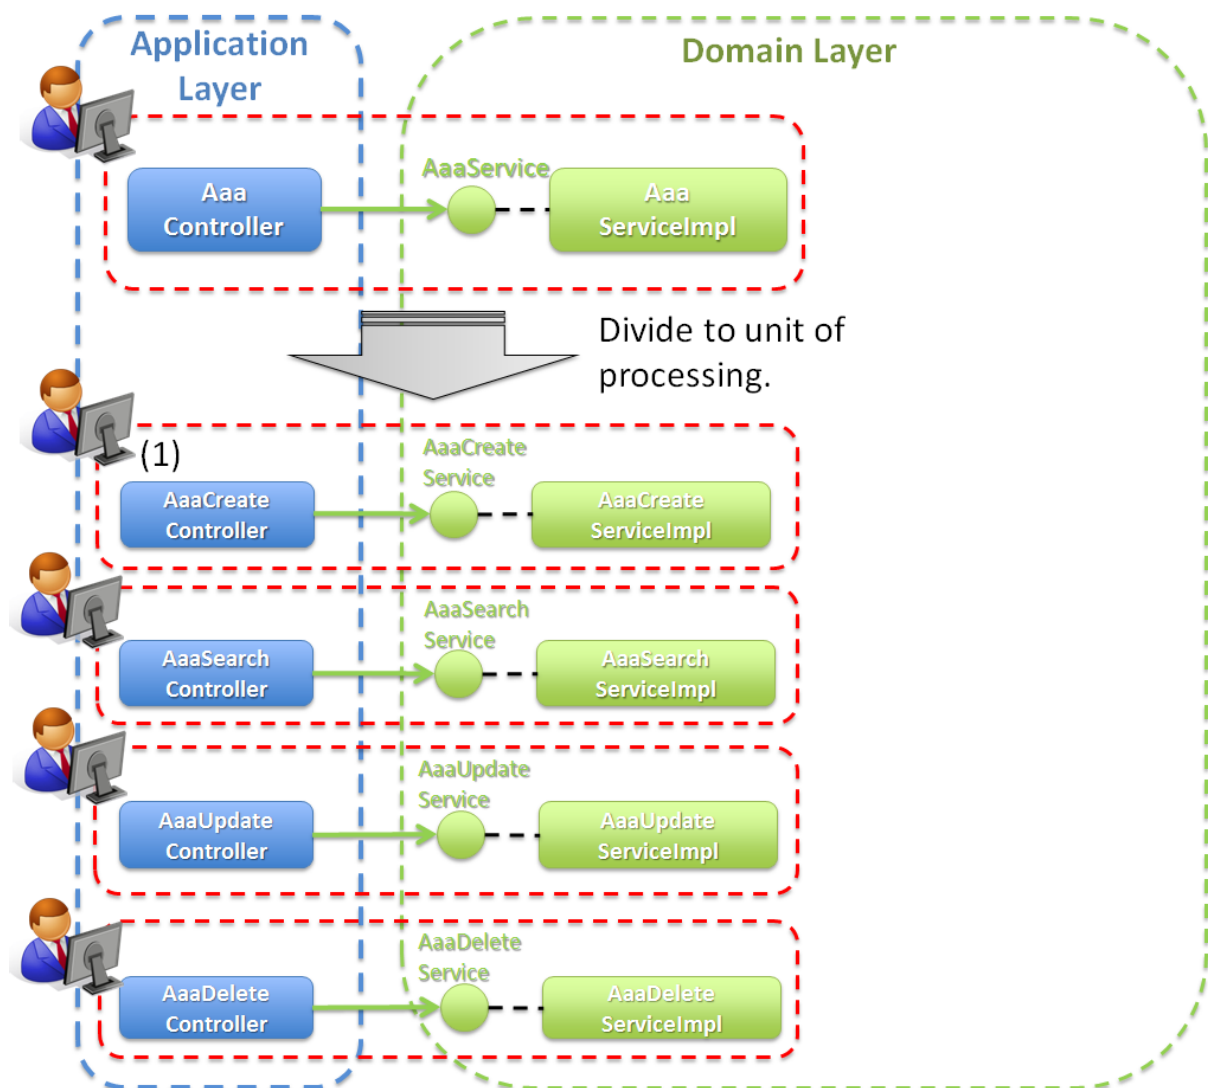 Application
Layer
Domain Layer
AaaService
Aaa
Controller
Aaa
ServiceImpl
Divide to unit of
processing.
(1)
AaaCreate
Service
AaaCreate
Controller
AaaCreate
ServiceImpl
AaaSearch
Service
AaaSearch
Controller
AaaSearch
ServiceImpl
AaaUpdate
Service
AaaUpdate
Controller
AaaUpdate
ServiceImpl
AaaDelete
Service
AaaDelete
Controller
AaaDelete
ServiceImpl